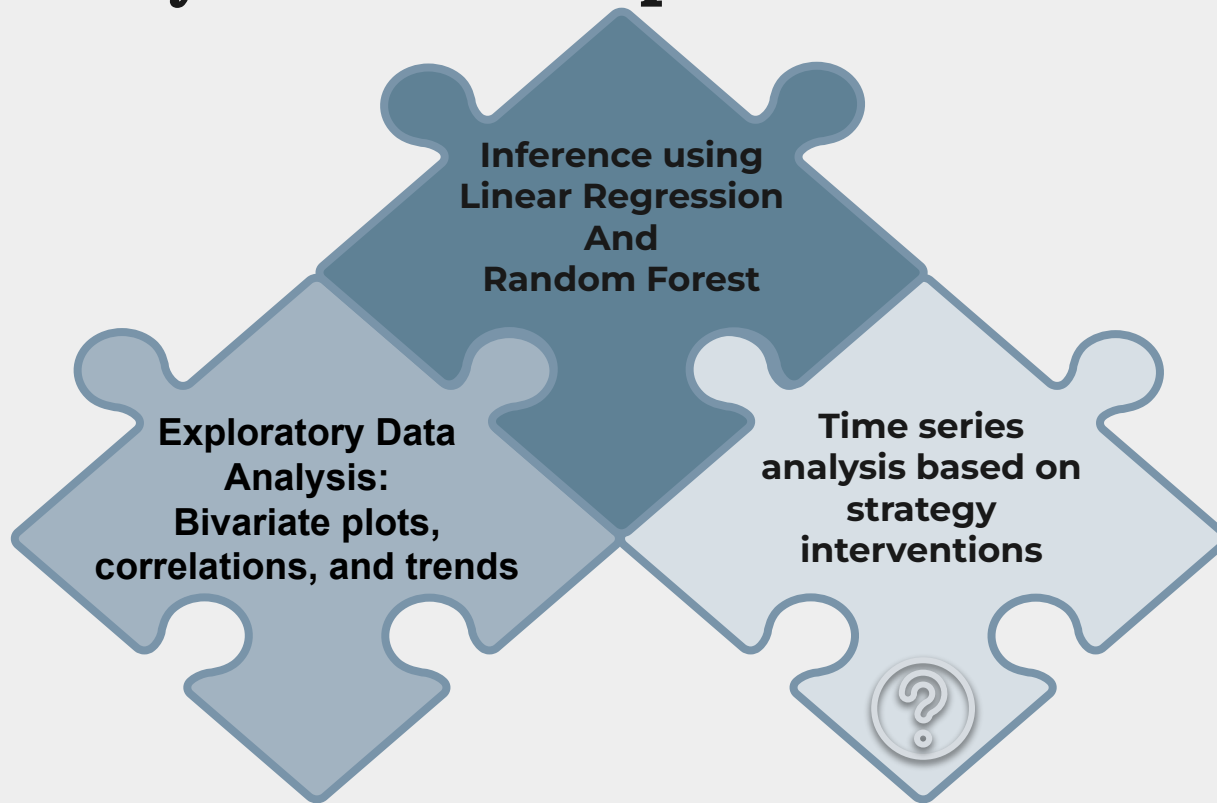 Inference using
Linear Regression
And
Random Forest
Exploratory Data
Analysis:
Bivariate plots,
correlations, and trends
Time series
analysis based on
strategy
interventions
?